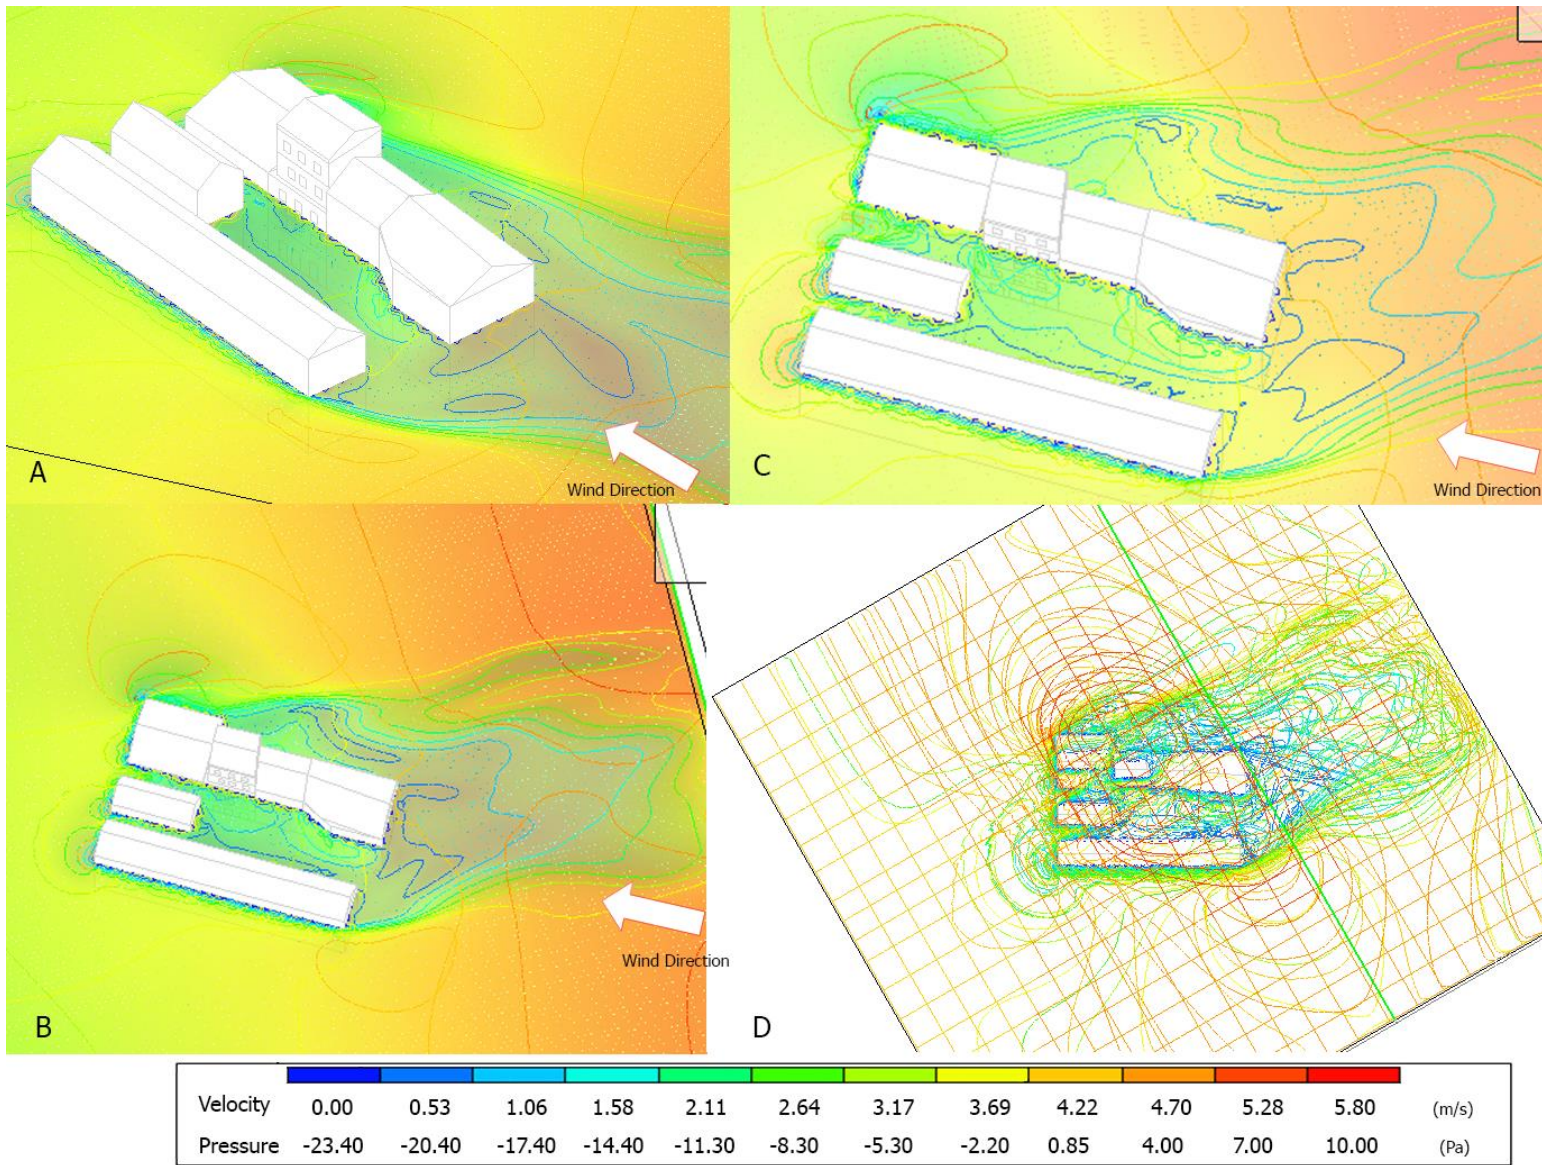 A
Wind Direction
C
Wind Direction
B
Wind Direction
D
Velocity 0.00 0.53 1.06 1.58 2.11 2.64 3.17 3.69 4.22 4.70 5.28 5.80 (m/s)
Pressure -23.40 -20.40 -17.40 -14.40 -11.30 -8.30 -5.30 -2.20 0.85 4.00 7.00 10.00 (Pa)